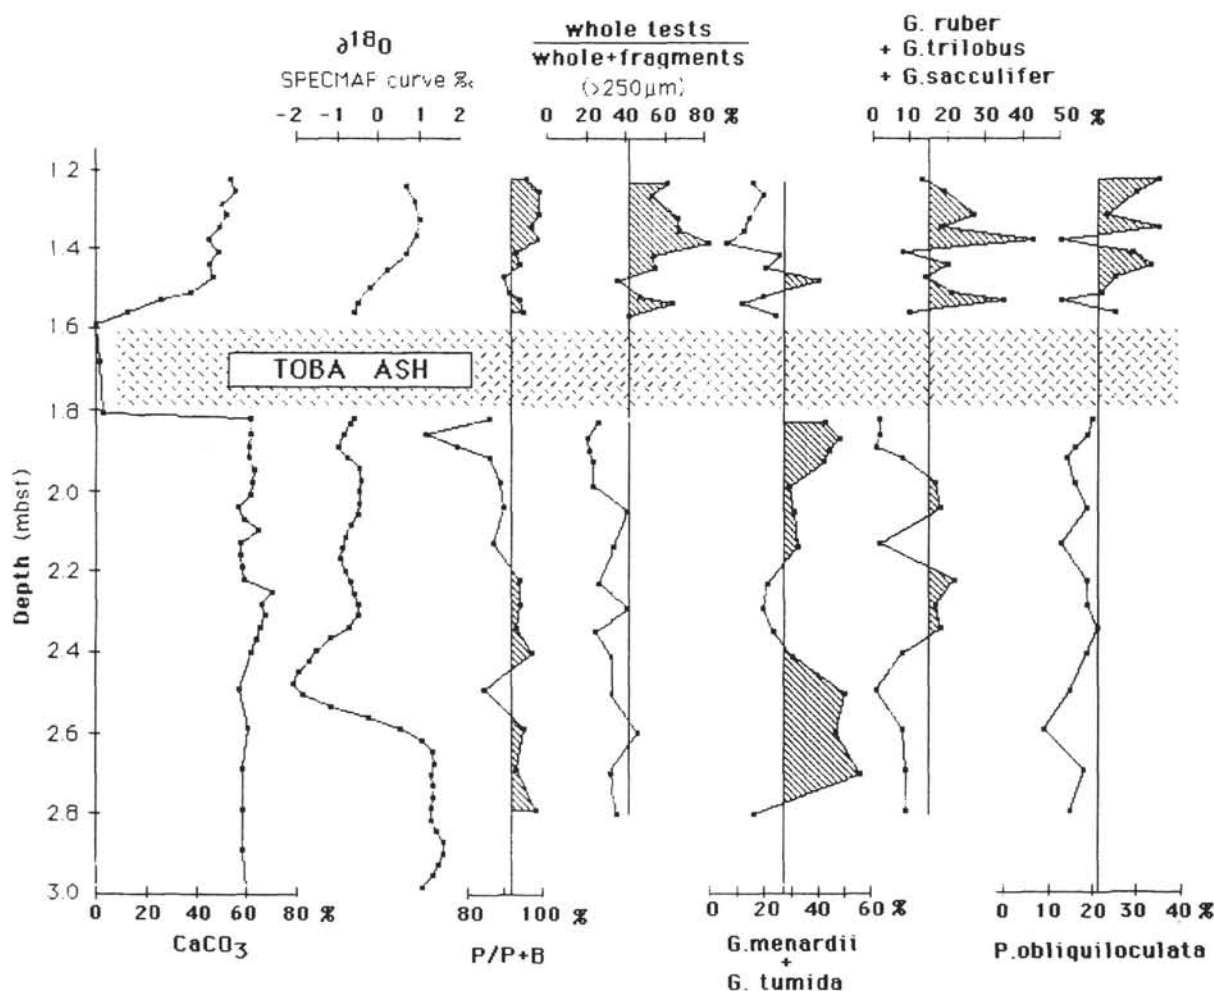 ∂18O
SPECMAF curve ‰
-2 -1 0 1 2
whole tests
whole+fragments
(>250µm)
0 20 40 60 80 %
G. ruber
+ G.trilobus
+ G.sacculifer
0 10 20 30 40 50 %
1.2
1.4
1.6
TOBA ASH
1.8
2.0
2.2
2.4
2.6
2.8
3.0
Depth (mbsf)
0 20 40 60 80 %
CaCO3
80 100 %
P/P+B
0 20 40 60 %
G.menardii
+
G. tumida
0 10 20 30 40 %
P.obliquiloculata